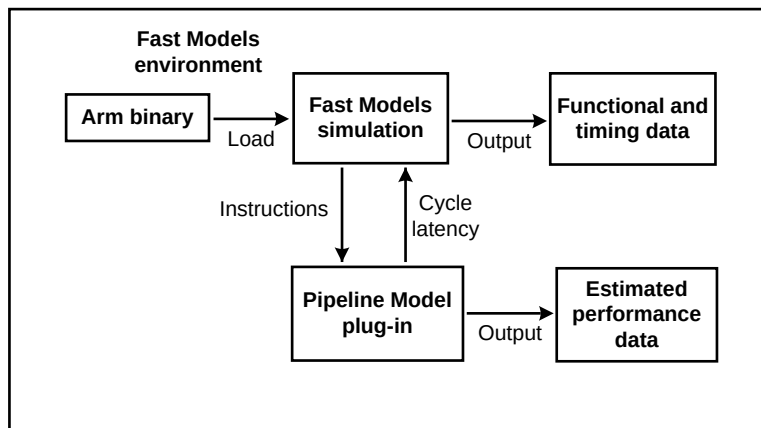 Fast Models
environment
Arm binary
Load
Fast Models
simulation
Output
Functional and
timing data
Instructions
Cycle
latency
Pipeline Model
plug-in
Output
Estimated
performance
data